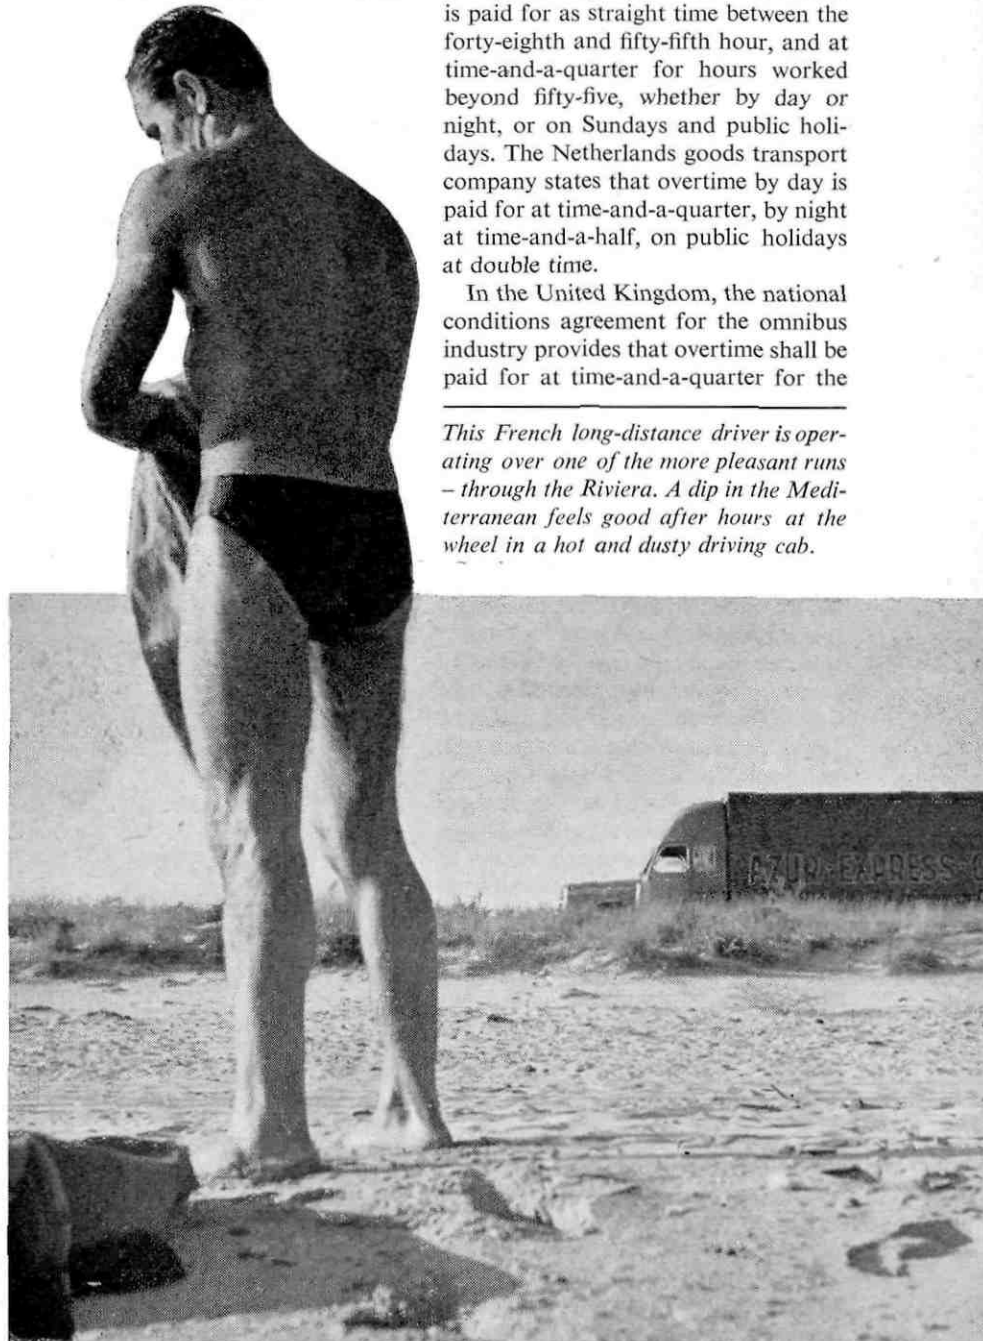 is paid for as straight time between the
forty-eighth and fifty-fifth hour, and at
time-and-a-quarter for hours worked
beyond fifty-five, whether by day or
night, or on Sundays and public holi-
days. The Netherlands goods transport
company states that overtime by day is
paid for at time-and-a-quarter, by night
at time-and-a-half, on public holidays
at double time.
In the United Kingdom, the national
conditions agreement for the omnibus
industry provides that overtime shall be
paid for at time-and-a-quarter for the
This French long-distance driver is oper-
ating over one of the more pleasant runs
– through the Riviera. A dip in the Medi-
terranean feels good after hours at the
wheel in a hot and dusty driving cab.
AZUR-EXPRESS